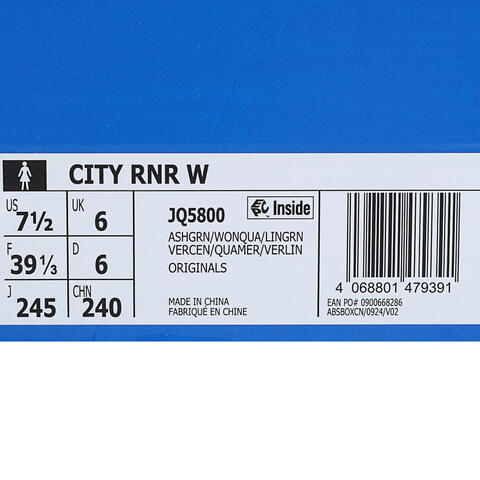 CITY RNR W
US 7½ UK 6
F 39⅓ D 6
J 245 CHN 240
JQ5800 Inside
ASHGRN/WONQUA/LINGRN
VERCEN/QUAMER/VERLIN
ORIGINALS
MADE IN CHINA
FABRIQUÉ EN CHINE
4 068801 479391
EAN PO# 0900668286
ABSBOXCN/0924/V02